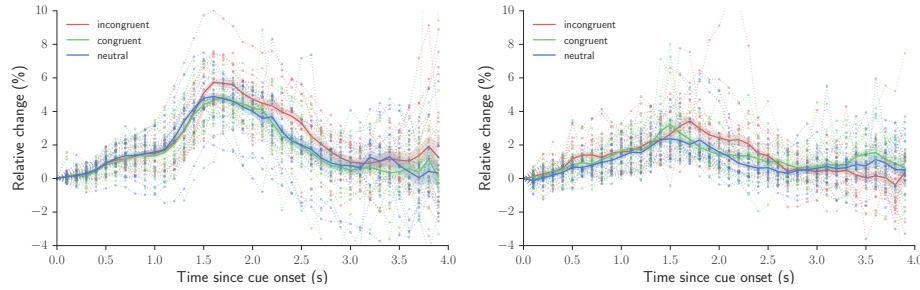 10
8
6
4
2
0
−2
−4
Relative change (%)
incongruent
congruent
neutral
0.0 0.5 1.0 1.5 2.0 2.5 3.0 3.5 4.0
Time since cue onset (s)
10
8
6
4
2
0
−2
−4
Relative change (%)
incongruent
congruent
neutral
0.0 0.5 1.0 1.5 2.0 2.5 3.0 3.5 4.0
Time since cue onset (s)